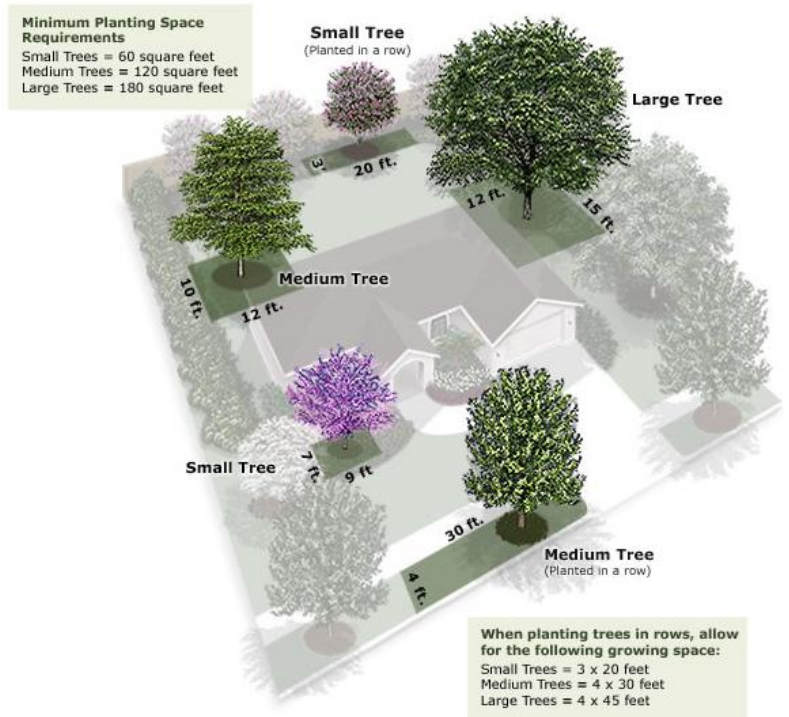 Minimum Planting Space
Requirements
Small Trees = 60 square feet
Medium Trees = 120 square feet
Large Trees = 180 square feet
Small Tree
(Planted in a row)
3'
20 ft.
Large Tree
12 ft.
15 ft.
Medium Tree
10 ft.
12 ft.
Small Tree
7 ft.
9 ft
30 ft.
4 ft.
Medium Tree
(Planted in a row)
When planting trees in rows, allow
for the following growing space:
Small Trees = 3 x 20 feet
Medium Trees = 4 x 30 feet
Large Trees = 4 x 45 feet